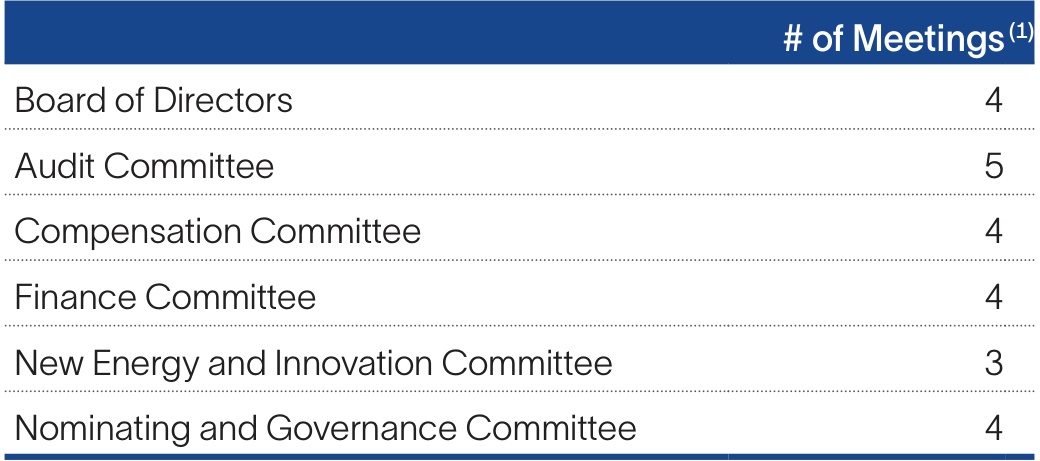 # of Meetings (1)
Board of Directors 4
Audit Committee 5
Compensation Committee 4
Finance Committee 4
New Energy and Innovation Committee 3
Nominating and Governance Committee 4